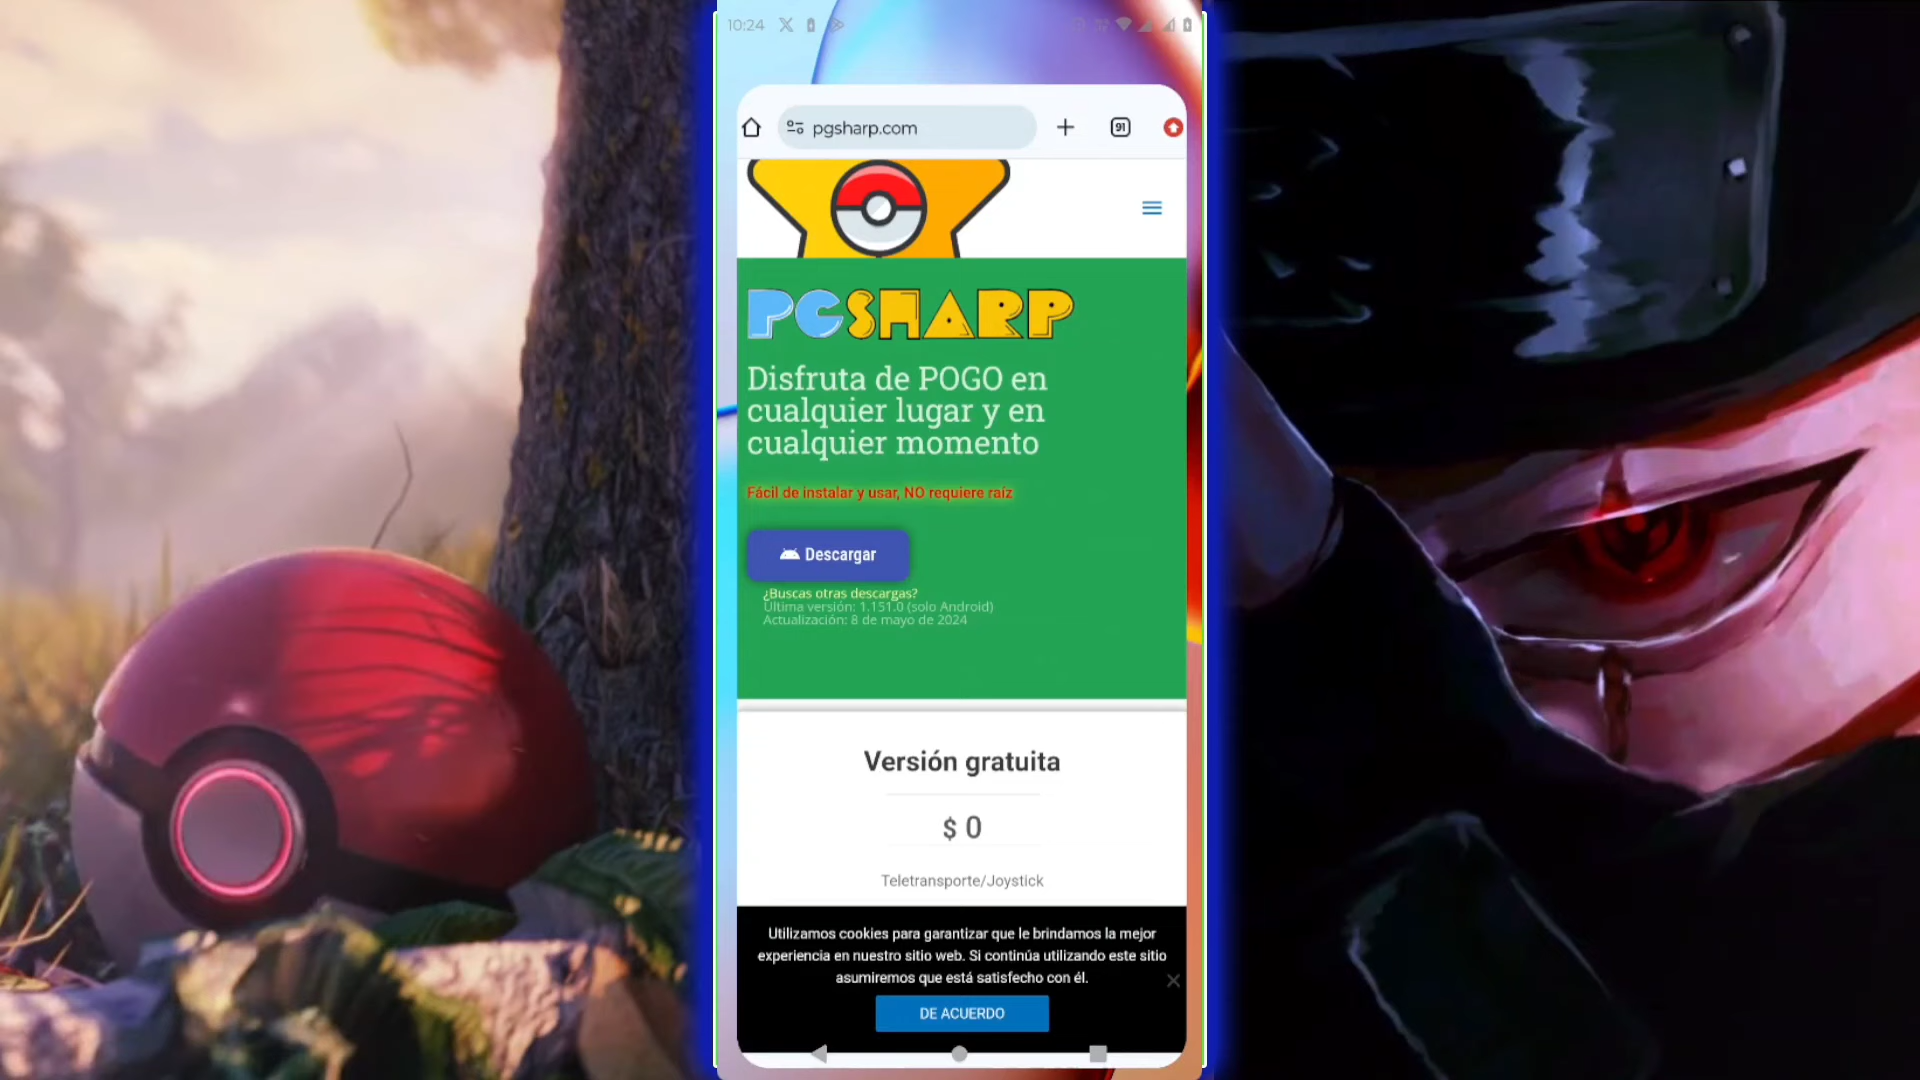 10:24
pgsharp.com
91
PGSHARP
Disfruta de POGO en
cualquier lugar y en
cualquier momento
Fácil de instalar y usar, NO requiere raíz
Descargar
¿Buscas otras descargas?
Última versión: 1.151.0 (solo Android)
Actualización: 8 de mayo de 2024
Versión gratuita
$ 0
Teletransporte/Joystick
Utilizamos cookies para garantizar que le brindamos la mejor
experiencia en nuestro sitio web. Si continúa utilizando este sitio
asumiremos que está satisfecho con él.
DE ACUERDO